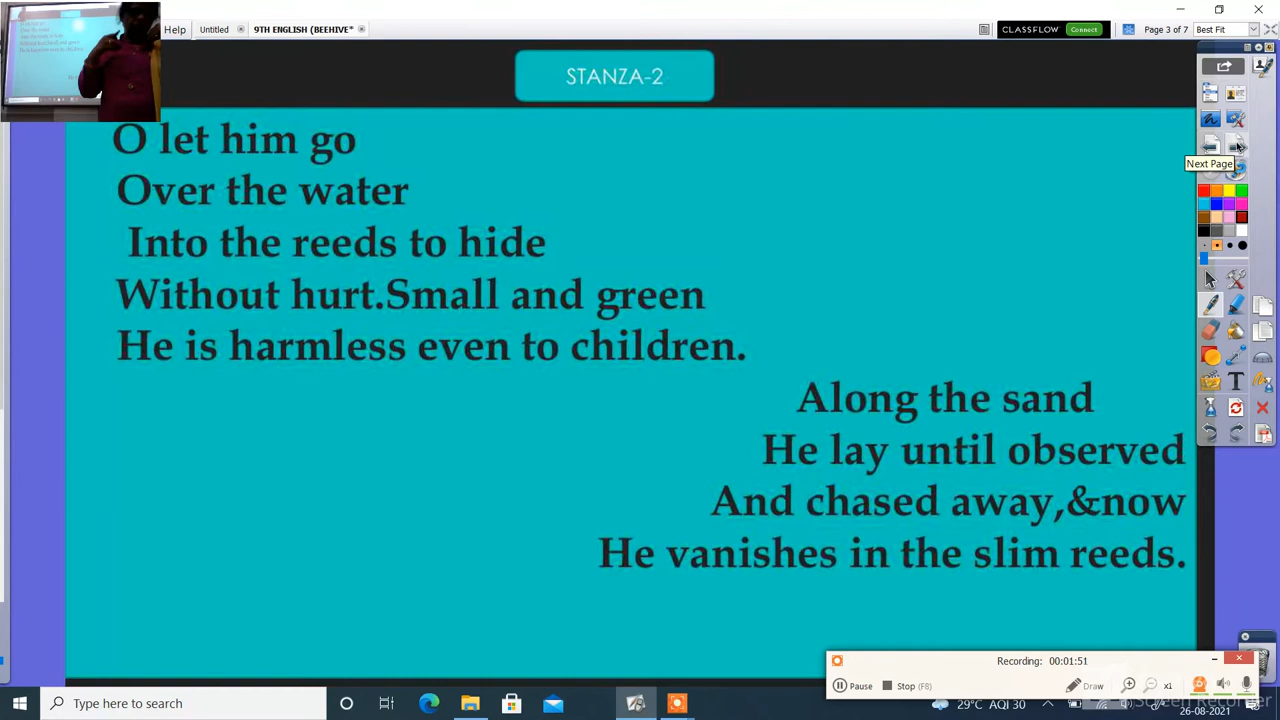 Help
Untitled
9TH ENGLISH (BEEHIVE*
CLASSFLOW
Connect
Page 3 of 7
Best Fit
STANZA-2
Next Page
O let him go
Over the water
Into the reeds to hide
Without hurt.Small and green
He is harmless even to children.
Along the sand
He lay until observed
And chased away,&now
He vanishes in the slim reeds.
Recording: 00:01:51
Pause
Stop (F8)
Draw
x1
Type here to search
29°C AQI 30
26-08-2021
Screen Recorder